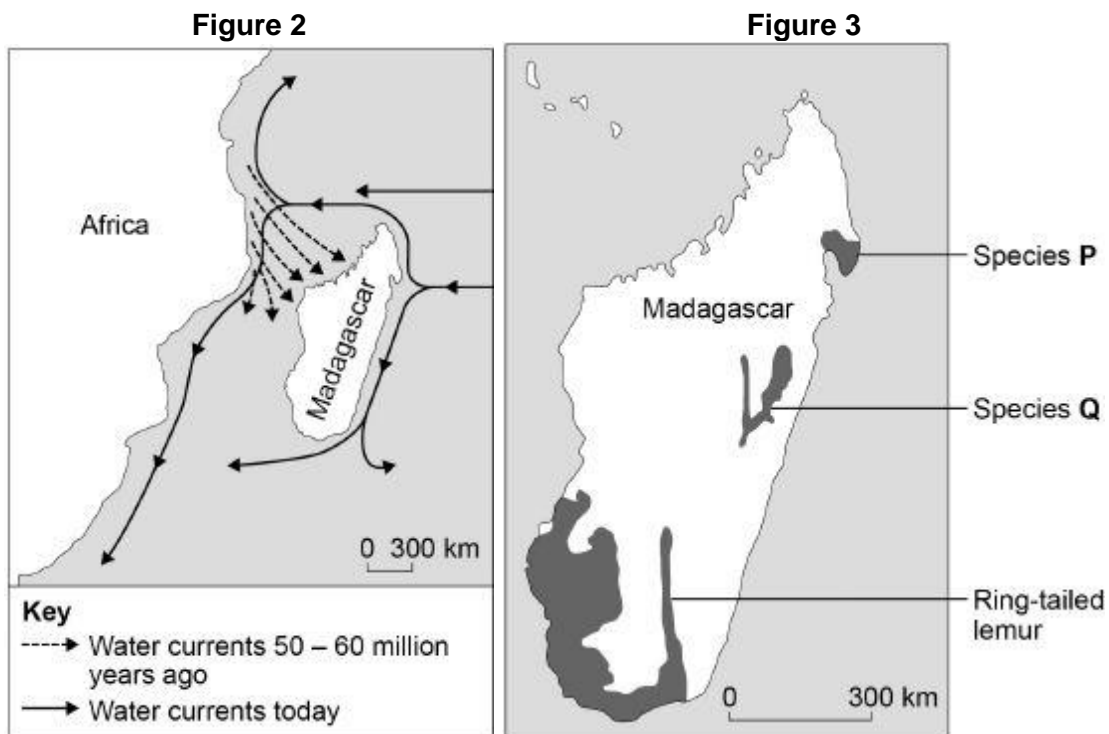 Figure 2
Africa
Madagascar
0 300 km
Key
Water currents 50 – 60 million
years ago
Water currents today
Figure 3
Madagascar
Species P
Species Q
Ring-tailed
lemur
0 300 km